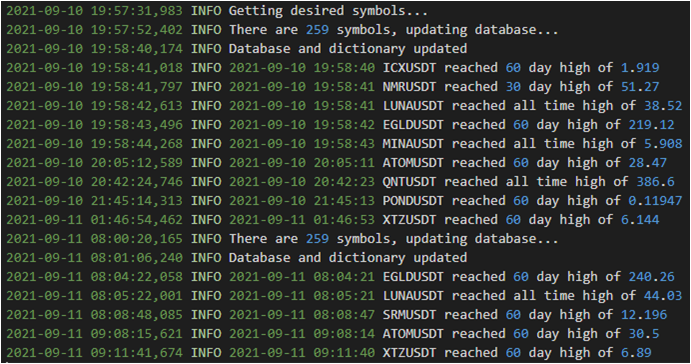 2021-09-10 19:57:31,983 INFO Getting desired symbols...
2021-09-10 19:57:52,402 INFO There are 259 symbols, updating database...
2021-09-10 19:58:40,174 INFO Database and dictionary updated
2021-09-10 19:58:41,018 INFO 2021-09-10 19:58:40 ICXUSDT reached 60 day high of 1.919
2021-09-10 19:58:41,797 INFO 2021-09-10 19:58:41 NMRUSDT reached 30 day high of 51.27
2021-09-10 19:58:42,613 INFO 2021-09-10 19:58:41 LUNAUSDT reached all time high of 38.52
2021-09-10 19:58:43,496 INFO 2021-09-10 19:58:42 EGLDUSDT reached 60 day high of 219.12
2021-09-10 19:58:44,268 INFO 2021-09-10 19:58:43 MINAUSDT reached all time high of 5.908
2021-09-10 20:05:12,589 INFO 2021-09-10 20:05:11 ATOMUSDT reached 60 day high of 28.47
2021-09-10 20:42:24,746 INFO 2021-09-10 20:42:23 QNTUSDT reached all time high of 386.6
2021-09-10 21:45:14,313 INFO 2021-09-10 21:45:13 PONDUSDT reached 60 day high of 0.11947
2021-09-11 01:46:54,462 INFO 2021-09-11 01:46:53 XTZUSDT reached 60 day high of 6.144
2021-09-11 08:00:20,165 INFO There are 259 symbols, updating database...
2021-09-11 08:01:06,240 INFO Database and dictionary updated
2021-09-11 08:04:22,058 INFO 2021-09-11 08:04:21 EGLDUSDT reached 60 day high of 240.26
2021-09-11 08:05:22,001 INFO 2021-09-11 08:05:21 LUNAUSDT reached all time high of 44.03
2021-09-11 08:08:48,085 INFO 2021-09-11 08:08:47 SRMUSDT reached 60 day high of 12.196
2021-09-11 09:08:15,621 INFO 2021-09-11 09:08:14 ATOMUSDT reached 60 day high of 30.5
2021-09-11 09:11:41,674 INFO 2021-09-11 09:11:40 XTZUSDT reached 60 day high of 6.89